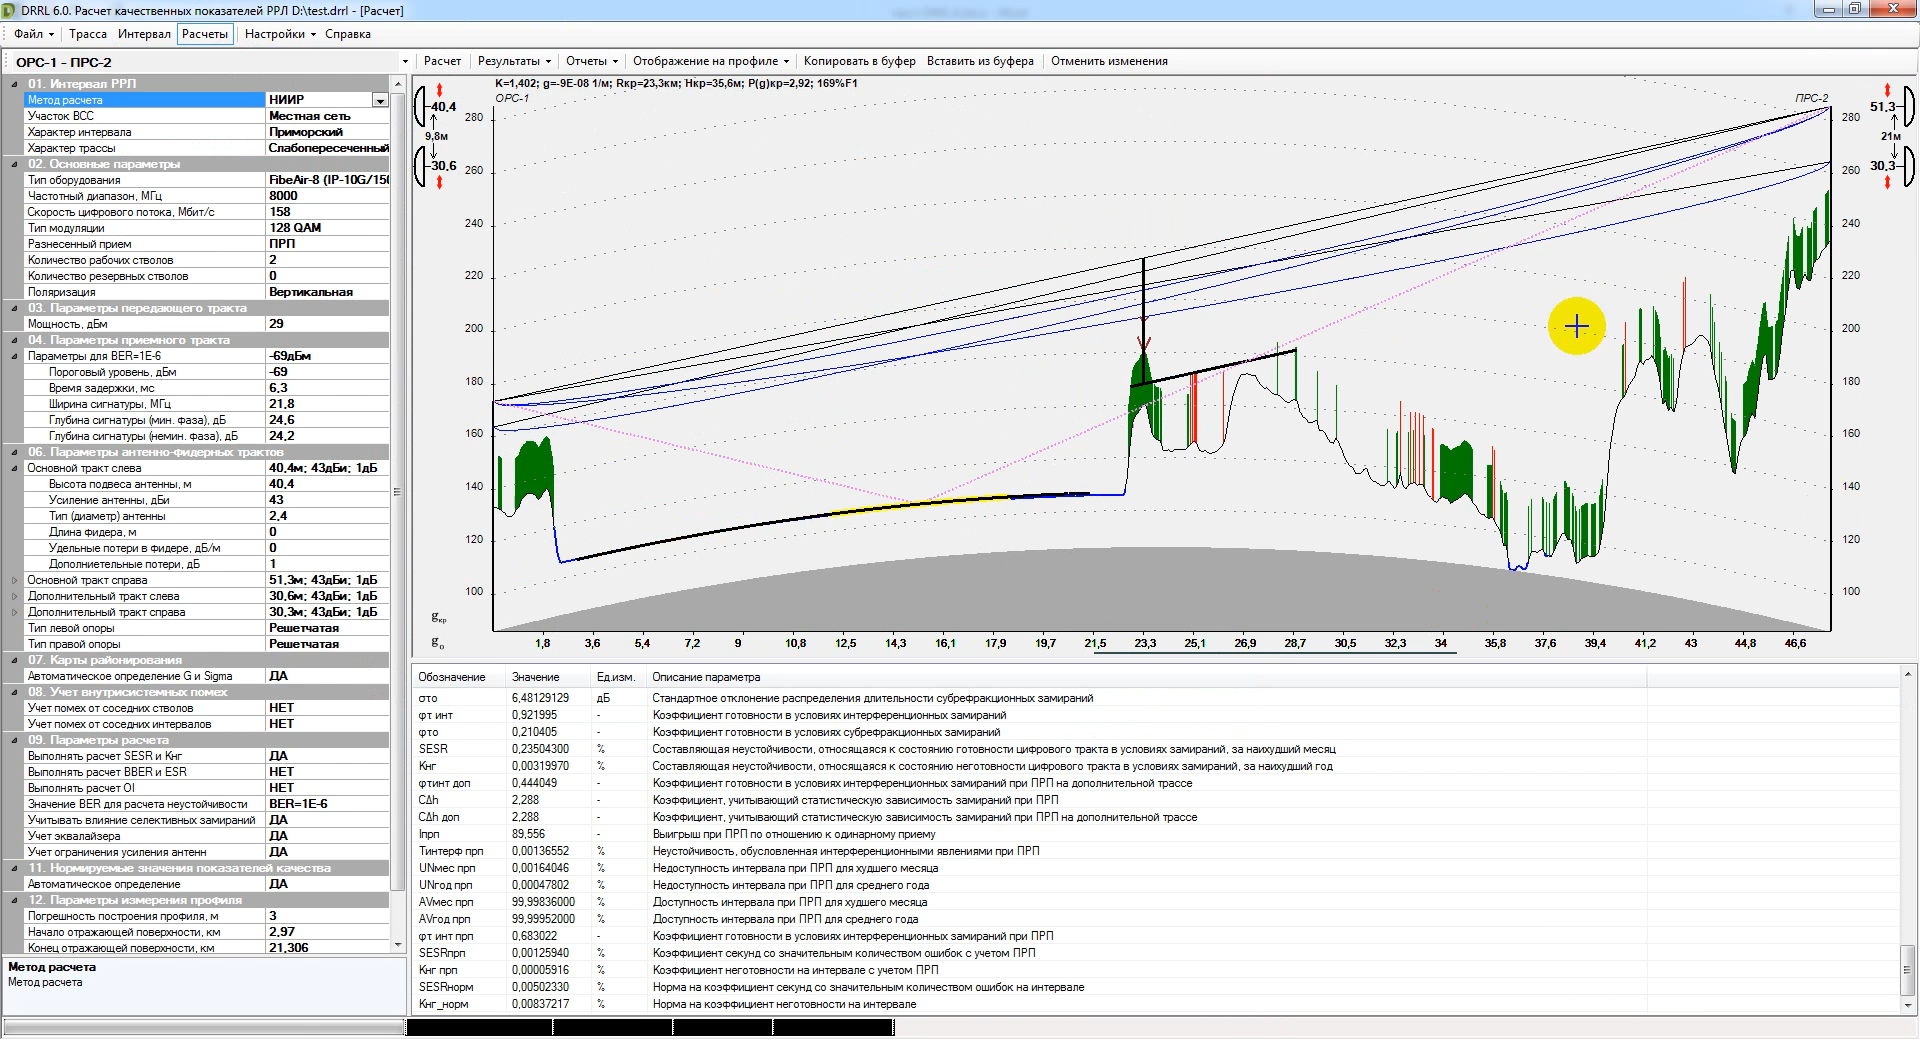 DRRL 6.0. Расчет качественных показателей РРЛ D:\test.drrl - [Расчет]
Файл Трасса Интервал Расчеты Настройки Справка
ОРС-1 - ПРС-2
Расчет Результаты Отчеты Отображение на профиле Копировать в буфер Вставить из буфера Отменить изменения
01. Интервал РРП
Метод расчета НИИР
Участок ВСС Местная сеть
Характер интервала Приморский
Характер трассы Слабопересеченный
02. Основные параметры
Тип оборудования FibeAir-8 (IP-10G/150
Частотный диапазон, МГц 8000
Скорость цифрового потока, Мбит/с 158
Тип модуляции 128 QAM
Разнесенный прием ПРП
Количество рабочих стволов 2
Количество резервных стволов 0
Поляризация Вертикальная
03. Параметры передающего тракта
Мощность, дБм 29
04. Параметры приемного тракта
Параметры для BER=1E-6 -69дБм
Пороговый уровень, дБм -69
Время задержки, мс 6,3
Ширина сигнатуры, МГц 21,8
Глубина сигнатуры (мин. фаза), дБ 24,6
Глубина сигнатуры (немин. фаза), дБ 24,2
06. Параметры антенно-фидерных трактов
Основной тракт слева 40,4м; 43дБи; 1дБ
Высота подвеса антенны, м 40,4
Усиление антенны, дБи 43
Тип (диаметр) антенны 2,4
Длина фидера, м 0
Удельные потери в фидере, дБ/м 0
Дополниетельные потери, дБ 1
Основной тракт справа 51,3м; 43дБи; 1дБ
Дополнительный тракт слева 30,6м; 43дБи; 1дБ
Дополнительный тракт справа 30,3м; 43дБи; 1дБ
Тип левой опоры Решетчатая
Тип правой опоры Решетчатая
07. Карты районирования
Автоматическое определение G и Sigma ДА
08. Учет внутрисистемных помех
Учет помех от соседних стволов НЕТ
Учет помех от соседних интервалов НЕТ
09. Параметры расчета
Выполнять расчет SESR и Кнг ДА
Выполнять расчет BBER и ESR НЕТ
Выполнять расчет OI НЕТ
Значение BER для расчета неустойчивости BER=1E-6
Учитывать влияние селективных замираний ДА
Учет эквалайзера ДА
Учет ограничения усиления антенн ДА
11. Нормируемые значения показателей качества
Автоматическое определение ДА
12. Параметры измерения профиля
Погрешность построения профиля, м 3
Начало отражающей поверхности, км 2,97
Конец отражающей поверхности, км 21,306
Метод расчета
Метод расчета
K=1,402; g=-9E-08 1/м; Rкр=23,3км; Hкр=35,6м; P(g)кр=2,92; 169%F1
ОРС-1 ПРС-2
40,4
9,8м
30,6
51,3
21м
30,3
280 280
260 260
240 240
220 220
200 200
180 180
160 160
140 140
120 120
100 100
gкр
g0
1,8 3,6 5,4 7,2 9 10,8 12,5 14,3 16,1 17,9 19,7 21,5 23,3 25,1 26,9 28,7 30,5 32,3 34 35,8 37,6 39,4 41,2 43 44,8 46,6
Обозначение Значение Ед.изм. Описание параметра
στο 6,48129129 дБ Стандартное отклонение распределения длительности субрефракционных замираний
φτ инт 0,921995 - Коэффициент готовности в условиях интерференционных замираний
φτο 0,210405 - Коэффициент готовности в условиях субрефракционных замираний
SESR 0,23504300 % Составляющая неустойчивости, относящаяся к состоянию готовности цифрового тракта в условиях замираний, за наихудший месяц
Кнг 0,00319970 % Составляющая неустойчивости, относящаяся к состоянию неготовности цифрового тракта в условиях замираний, за наихудший год
φτинт доп 0,444049 - Коэффициент готовности в условиях интерференционных замираний при ПРП на дополнительной трассе
СΔh 2,288 - Коэффициент, учитывающий статистическую зависимость замираний при ПРП
СΔh доп 2,288 - Коэффициент, учитывающий статистическую зависимость замираний при ПРП на дополнительной трассе
Iпрп 89,556 - Выигрыш при ПРП по отношению к одинарному приему
Tинтерф прп 0,00136552 % Неустойчивость, обусловленная интерференционными явлениями при ПРП
UNмес прп 0,00164046 % Недоступность интервала при ПРП для худшего месяца
UNгод прп 0,00047802 % Недоступность интервала при ПРП для среднего года
AVмес прп 99,99836000 % Доступность интервала при ПРП для худшего месяца
AVгод прп 99,99952000 % Доступность интервала при ПРП для среднего года
φτ инт прп 0,683022 - Коэффициент готовности в условиях интерференционных замираний при ПРП
SESRпрп 0,00125940 % Коэффициент секунд со значительным количеством ошибок с учетом ПРП
Кнг прп 0,00005916 % Коэффициент неготовности на интервале с учетом ПРП
SESRнорм 0,00502330 % Норма на коэффициент секунд со значительным количеством ошибок на интервале
Кнг_норм 0,00837217 % Норма на коэффициент неготовности на интервале